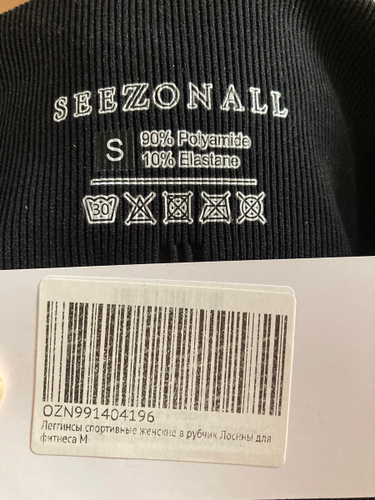 SEEZONALL
S
90% Polyamide
10% Elastane
30
OZN991404196
Леггинсы спортивные женские в рубчик Лосины для
фитнеса M